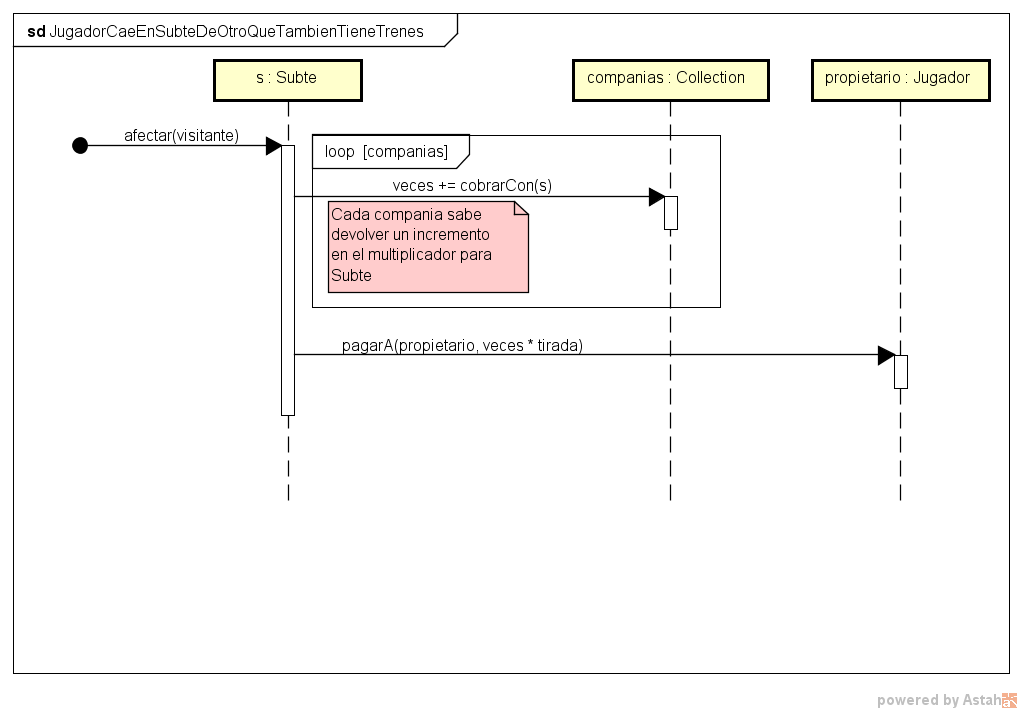 sd JugadorCaeEnSubteDeOtroQueTambienTieneTrenes
s : Subte
companias : Collection
propietario : Jugador
afectar(visitante)
loop [companias]
veces += cobrarCon(s)
Cada compania sabe
devolver un incremento
en el multiplicador para
Subte
pagarA(propietario, veces * tirada)
powered by Astah